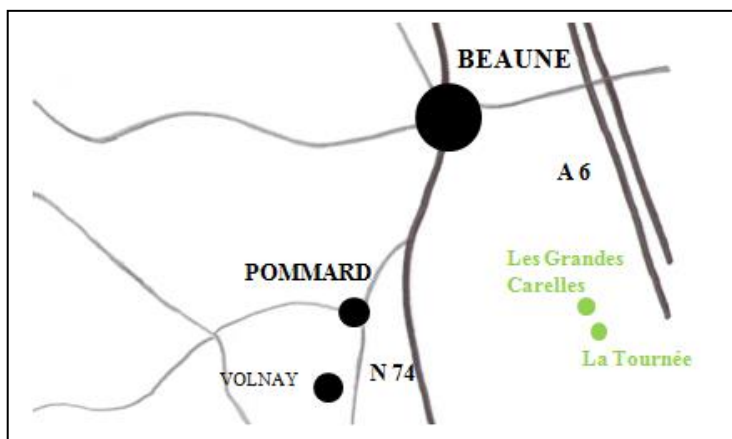 BEAUNE
A 6
Les Grandes
Carelles
POMMARD
La Tournée
N 74
VOLNAY